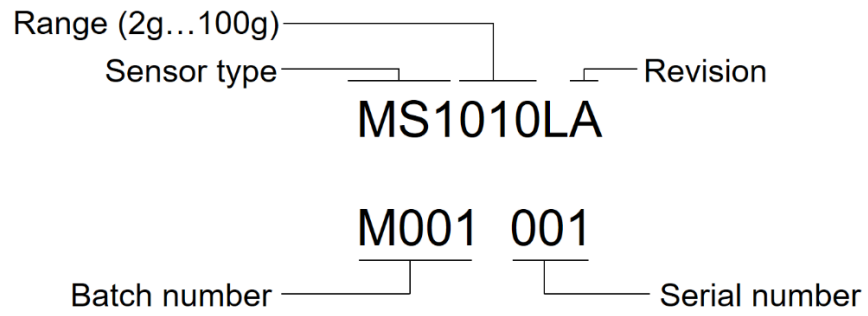 Range (2g…100g)
Sensor type
Revision
MS1010LA
M001 001
Batch number
Serial number